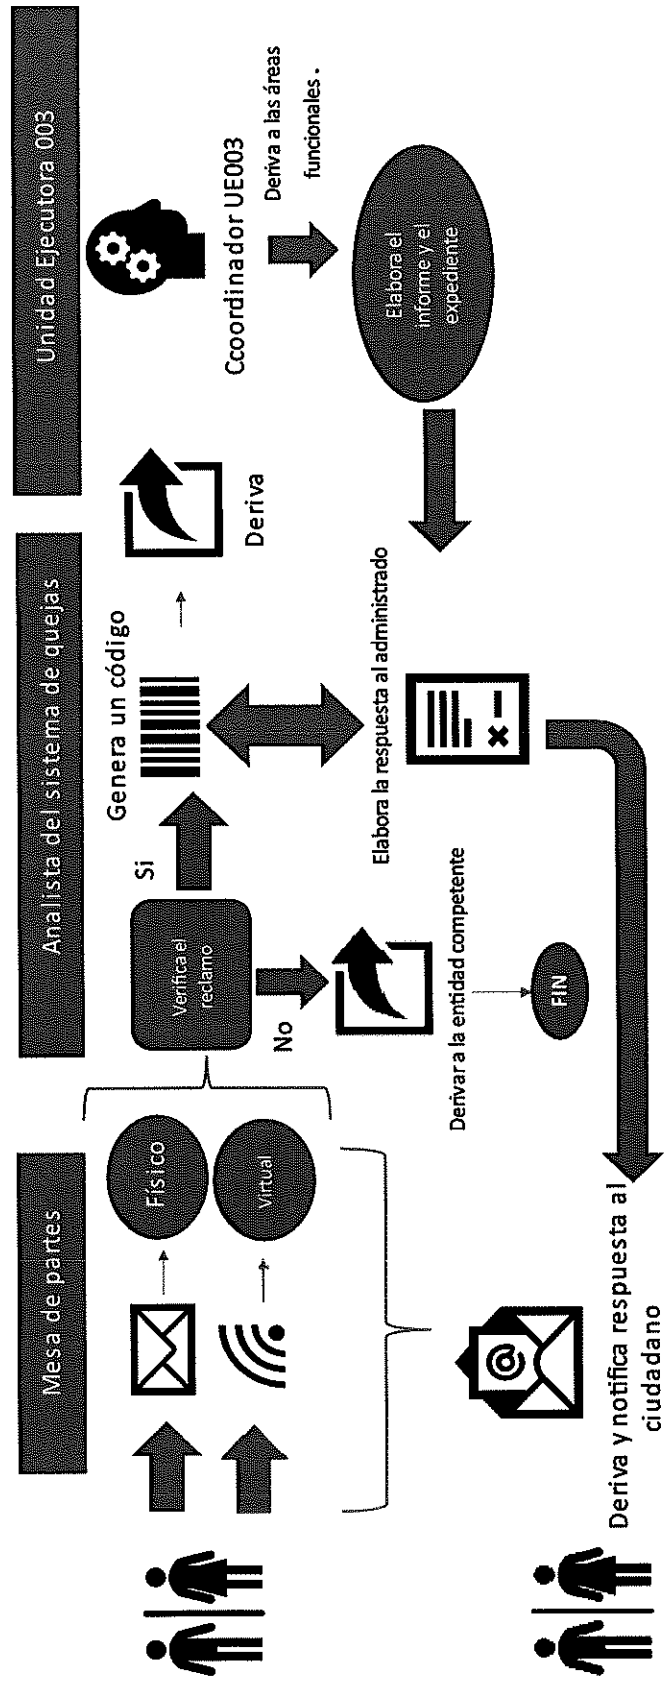 Mesa de partes
Analista del sistema de quejas
Unidad Ejecutora 003
Físico
Virtual
Verifica el
reclamo
Si
No
Genera un código
Deriva
Ccoordinador UE003
Deriva a las áreas
funcionales .
Elabora el
informe y el
expediente
Elabora la respuesta al administrado
Derivar a la entidad competente
FIN
Deriva y notifica respuesta al
ciudadano